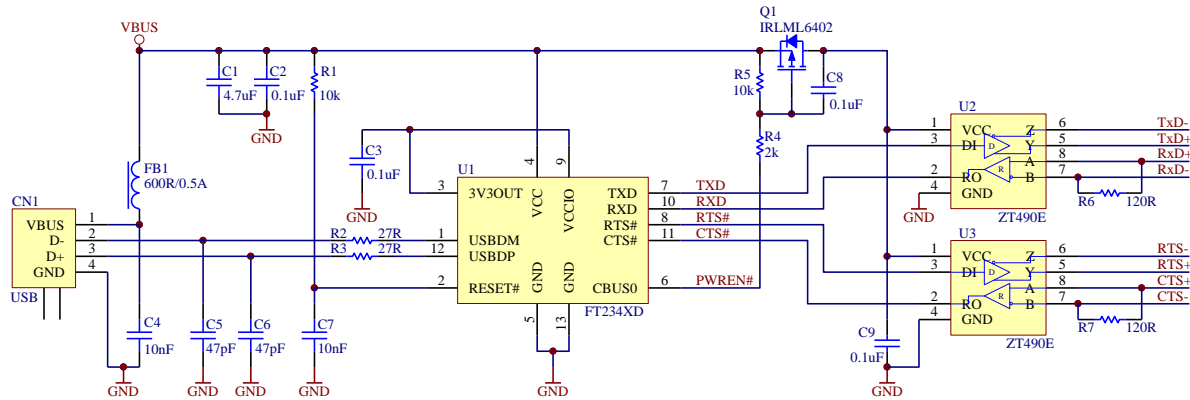 VBUS
C1
4.7uF
C2
0.1uF
GND
R1
10k
Q1
IRLML6402
R5
10k
C8
0.1uF
R4
2k
C3
0.1uF
GND
FB1
600R/0.5A
CN1
VBUS 1
D- 2
D+ 3
GND 4
USB
C4
10nF
GND
C5
47pF
GND
C6
47pF
GND
C7
10nF
GND
R2 27R
R3 27R
U1
4 VCC
9 VCCIO
3 3V3OUT
1 USBDM
12 USBDP
2 RESET#
TXD 7 TXD
RXD 10 RXD
RTS# 8 RTS#
CTS# 11 CTS#
CBUS0 6 PWREN#
GND 5
GND 13
FT234XD
GND
U2
1 VCC
3 DI
2 RO
4 GND
D
R
Z 6 TxD-
Y 5 TxD+
A 8 RxD+
B 7 RxD-
R6 120R
ZT490E
GND
U3
1 VCC
3 DI
2 RO
4 GND
D
R
Z 6 RTS-
Y 5 RTS+
A 8 CTS+
B 7 CTS-
R7 120R
ZT490E
C9
0.1uF
GND